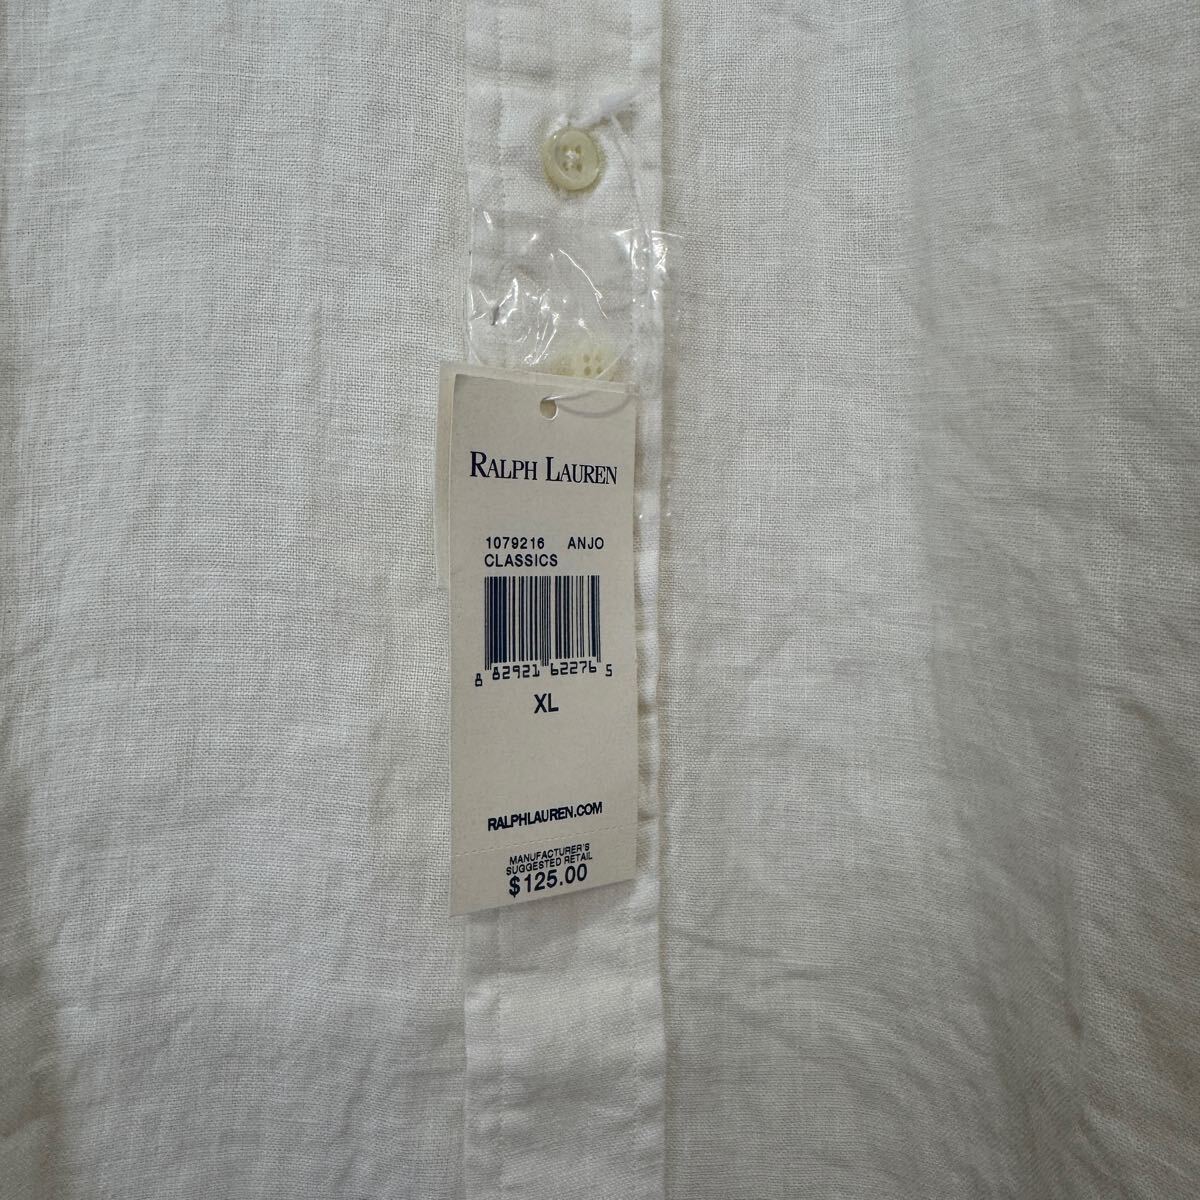 RALPH LAUREN
1079216 ANJO
CLASSICS
8 82921 62276 5
XL
RALPHLAUREN.COM
MANUFACTURER'S
SUGGESTED RETAIL
$125.00